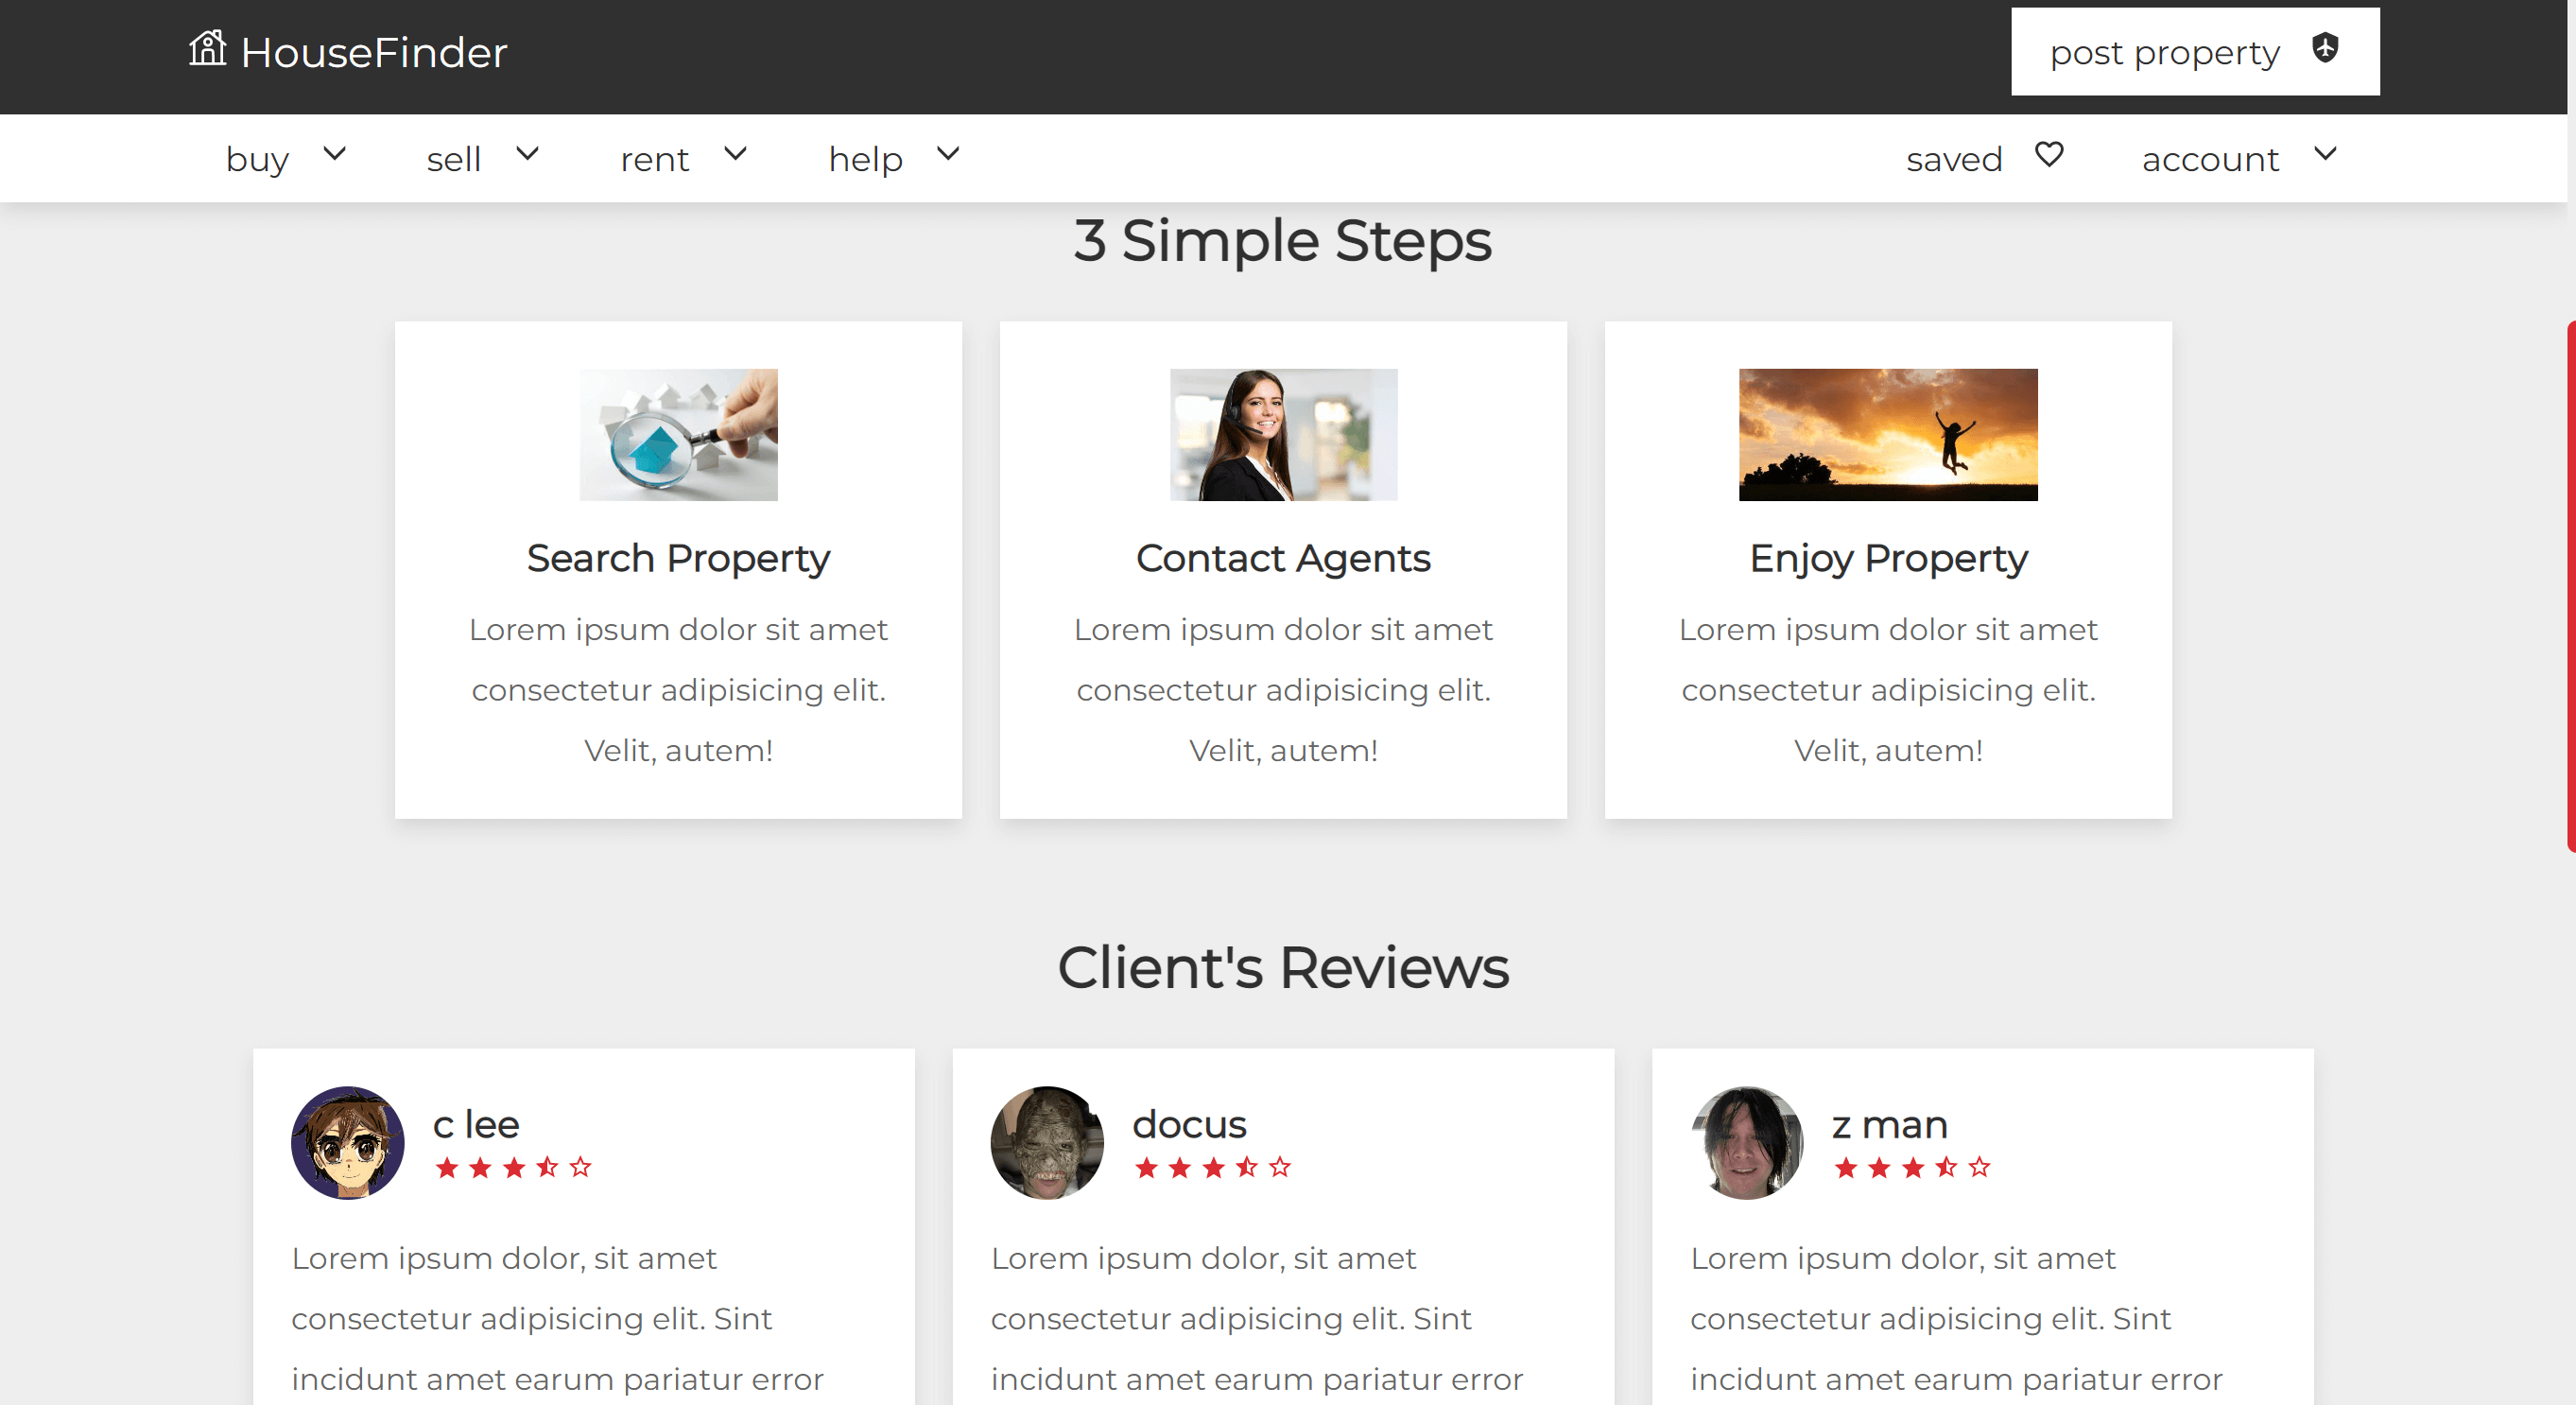 HouseFinder
post property
buy sell rent help saved account
3 Simple Steps
Search Property
Lorem ipsum dolor sit amet
consectetur adipisicing elit.
Velit, autem!
Contact Agents
Lorem ipsum dolor sit amet
consectetur adipisicing elit.
Velit, autem!
Enjoy Property
Lorem ipsum dolor sit amet
consectetur adipisicing elit.
Velit, autem!
Client's Reviews
c lee
Lorem ipsum dolor, sit amet
consectetur adipisicing elit. Sint
incidunt amet earum pariatur error
docus
Lorem ipsum dolor, sit amet
consectetur adipisicing elit. Sint
incidunt amet earum pariatur error
z man
Lorem ipsum dolor, sit amet
consectetur adipisicing elit. Sint
incidunt amet earum pariatur error